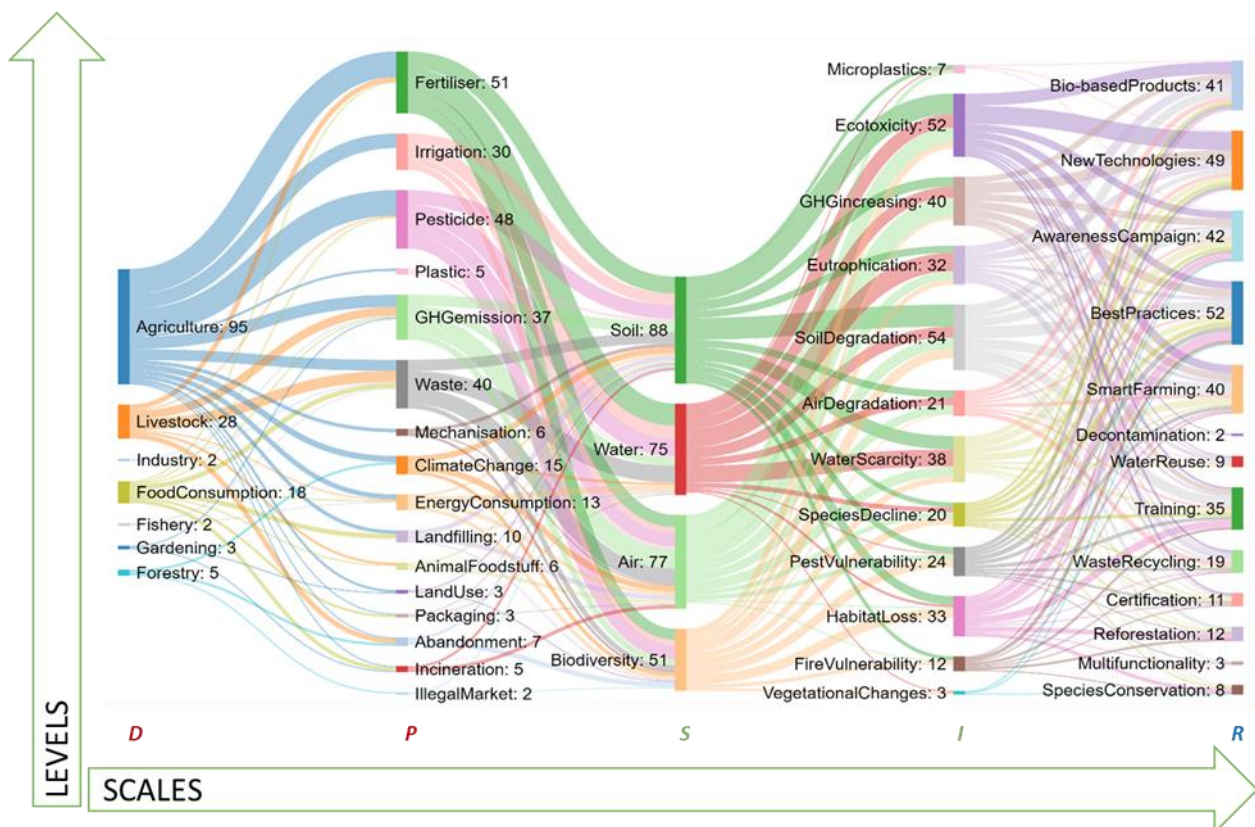 LEVELS
Agriculture: 95
Livestock: 28
Industry: 2
FoodConsumption: 18
Fishery: 2
Gardening: 3
Forestry: 5
Fertiliser: 51
Irrigation: 30
Pesticide: 48
Plastic: 5
GHGemission: 37
Waste: 40
Mechanisation: 6
ClimateChange: 15
EnergyConsumption: 13
Landfilling: 10
AnimalFoodstuff: 6
LandUse: 3
Packaging: 3
Abandonment: 7
Incineration: 5
IllegalMarket: 2
Soil: 88
Water: 75
Air: 77
Biodiversity: 51
Microplastics: 7
Ecotoxicity: 52
GHGincreasing: 40
Eutrophication: 32
SoilDegradation: 54
AirDegradation: 21
WaterScarcity: 38
SpeciesDecline: 20
PestVulnerability: 24
HabitatLoss: 33
FireVulnerability: 12
VegetationalChanges: 3
Bio-basedProducts: 41
NewTechnologies: 49
AwarenessCampaign: 42
BestPractices: 52
SmartFarming: 40
Decontamination: 2
WaterReuse: 9
Training: 35
WasteRecycling: 19
Certification: 11
Reforestation: 12
Multifunctionality: 3
SpeciesConservation: 8
D P S I R
SCALES